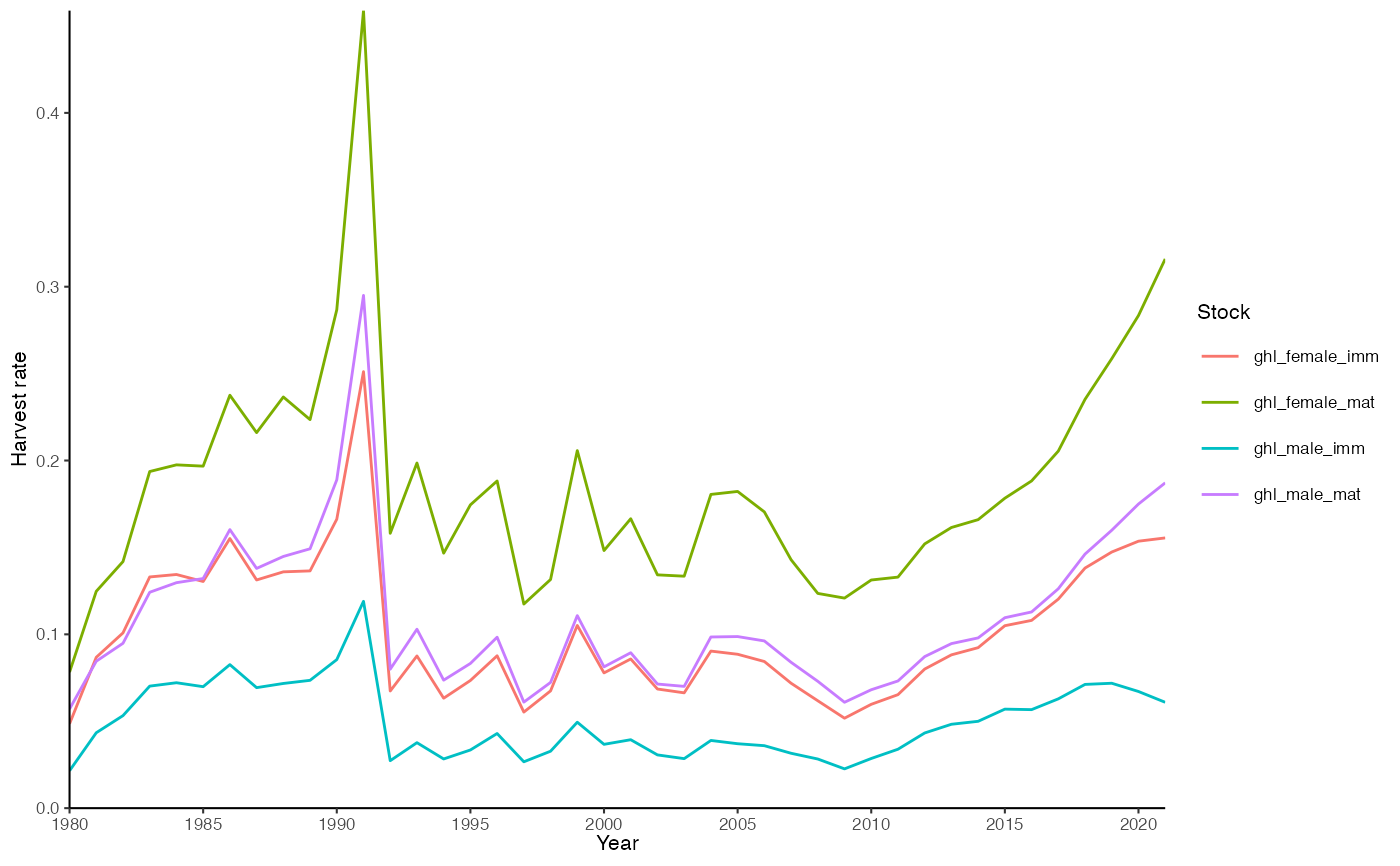 Harvest rate
0.4
0.3
0.2
0.1
0.0
1980 1985 1990 1995 2000 2005 2010 2015 2020
Year
Stock
ghl_female_imm
ghl_female_mat
ghl_male_imm
ghl_male_mat